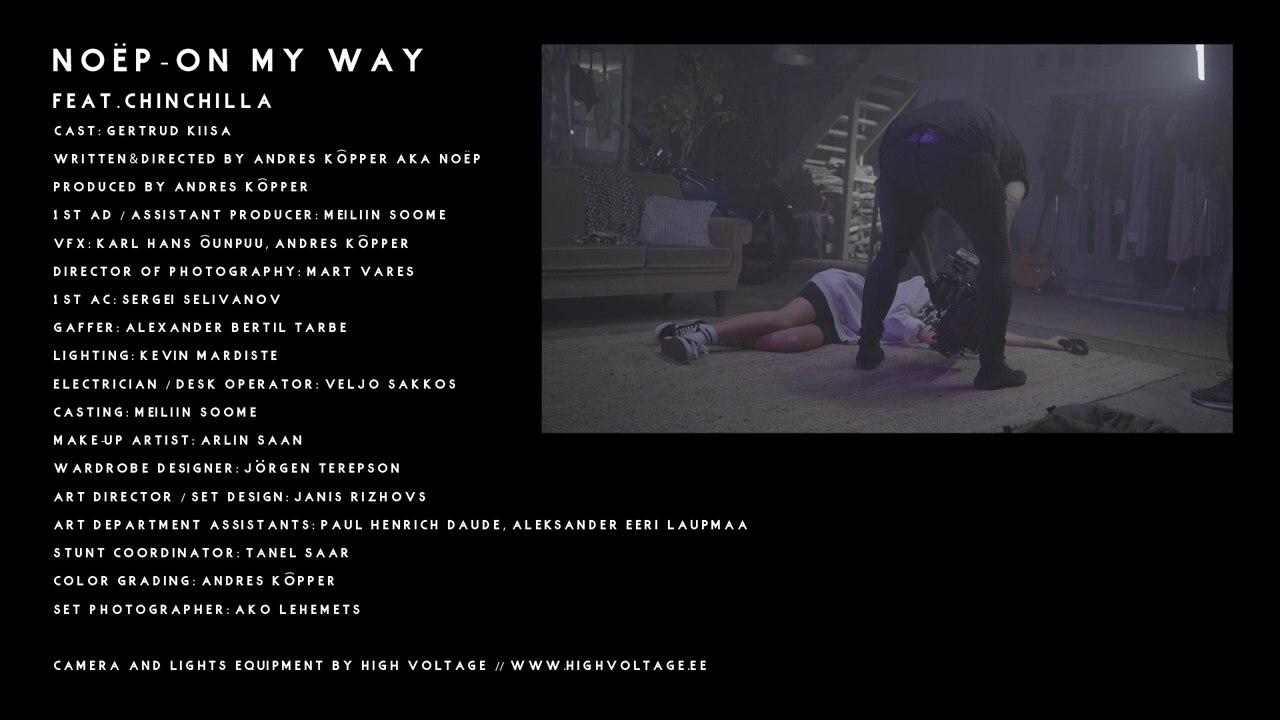 NOËP-ON MY WAY
FEAT.CHINCHILLA
CAST: GERTRUD KIISA
WRITTEN&DIRECTED BY ANDRES KÕPPER AKA NOËP
PRODUCED BY ANDRES KÕPPER
1ST AD / ASSISTANT PRODUCER: MEILIIN SOOME
VFX: KARL HANS ÕUNPUU, ANDRES KÕPPER
DIRECTOR OF PHOTOGRAPHY: MART VARES
1ST AC: SERGEI SELIVANOV
GAFFER: ALEXANDER BERTIL TARBE
LIGHTING: KEVIN MARDISTE
ELECTRICIAN / DESK OPERATOR: VELJO SAKKOS
CASTING: MEILIIN SOOME
MAKE-UP ARTIST: ARLIN SAAN
WARDROBE DESIGNER: JÖRGEN TEREPSON
ART DIRECTOR / SET DESIGN: JANIS RIZHOVS
ART DEPARTMENT ASSISTANTS: PAUL HENRICH DAUDE, ALEKSANDER EERI LAUPMAA
STUNT COORDINATOR: TANEL SAAR
COLOR GRADING: ANDRES KÕPPER
SET PHOTOGRAPHER: AKO LEHEMETS
CAMERA AND LIGHTS EQUIPMENT BY HIGH VOLTAGE // WWW.HIGHVOLTAGE.EE